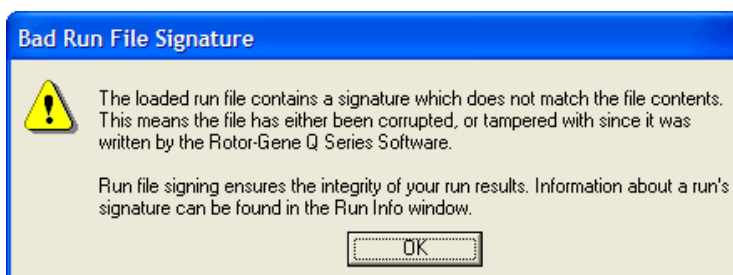 Bad Run File Signature
The loaded run file contains a signature which does not match the file contents.
This means the file has either been corrupted, or tampered with since it was
written by the Rotor-Gene Q Series Software.
Run file signing ensures the integrity of your run results. Information about a run's
signature can be found in the Run Info window.
OK